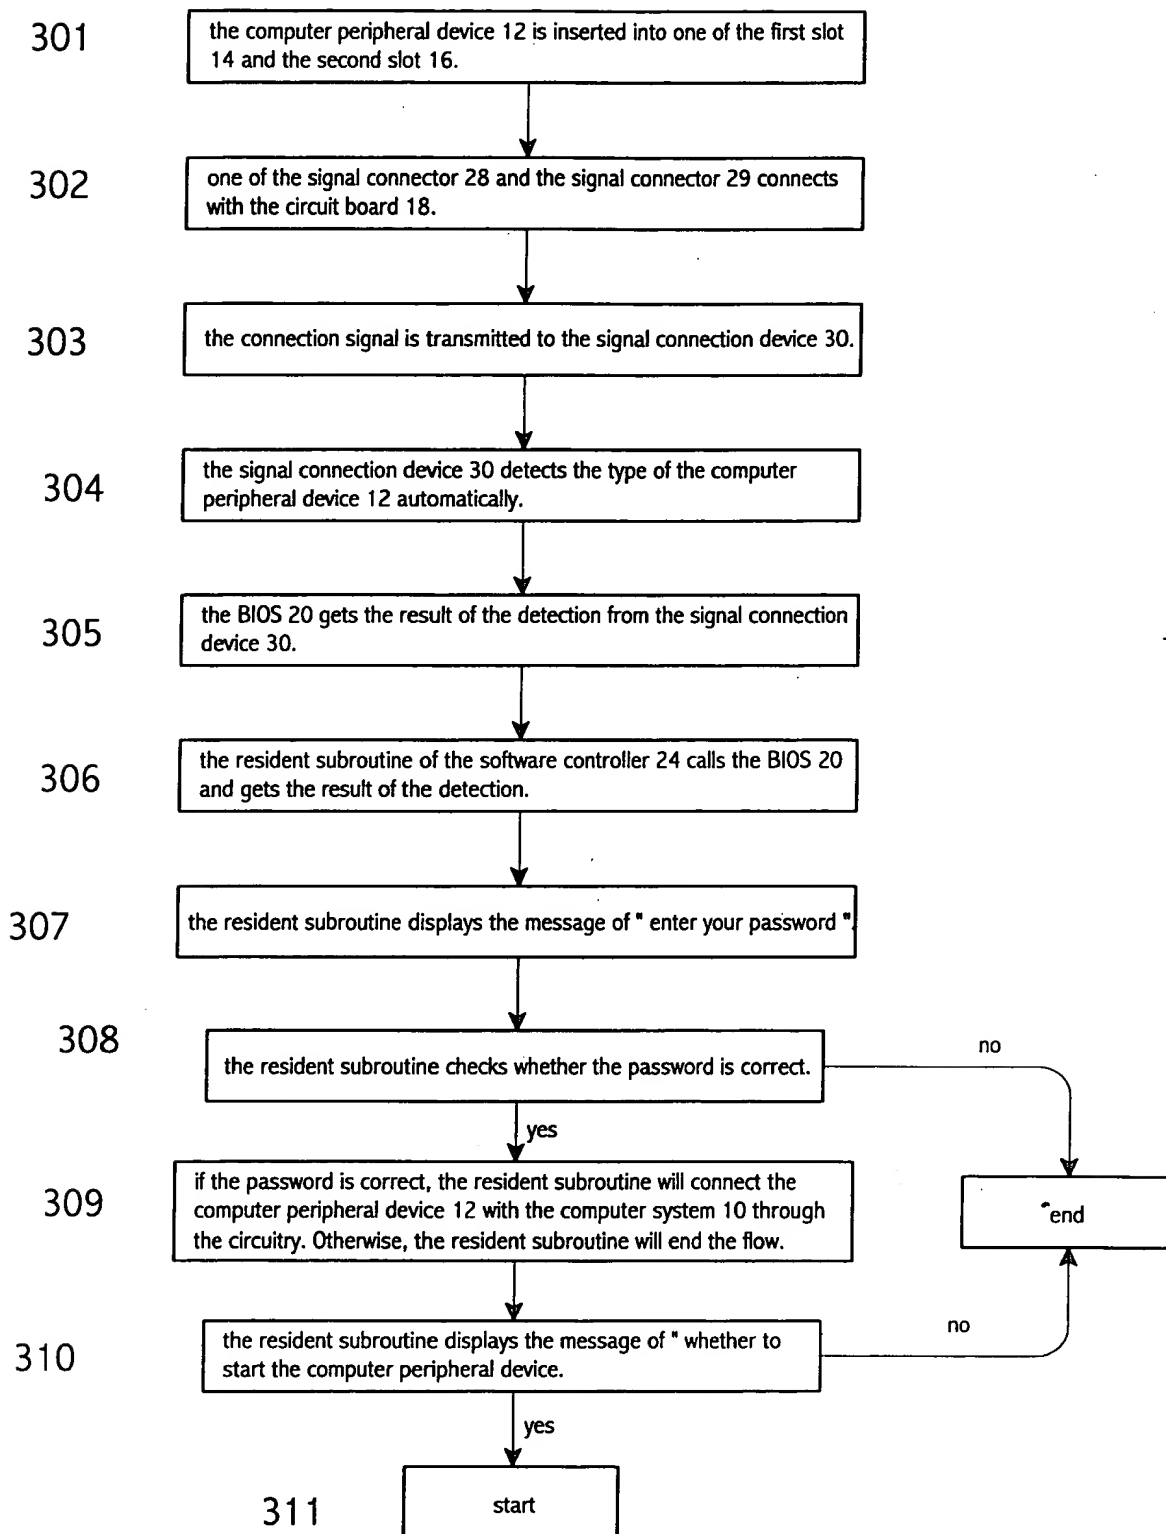 301
the computer peripheral device 12 is inserted into one of the first slot
14 and the second slot 16.
302
one of the signal connector 28 and the signal connector 29 connects
with the circuit board 18.
303
the connection signal is transmitted to the signal connection device 30.
304
the signal connection device 30 detects the type of the computer
peripheral device 12 automatically.
305
the BIOS 20 gets the result of the detection from the signal connection
device 30.
306
the resident subroutine of the software controller 24 calls the BIOS 20
and gets the result of the detection.
307
the resident subroutine displays the message of " enter your password ".
308
the resident subroutine checks whether the password is correct.
no
yes
309
if the password is correct, the resident subroutine will connect the
computer peripheral device 12 with the computer system 10 through
the circuitry. Otherwise, the resident subroutine will end the flow.
end
310
the resident subroutine displays the message of " whether to
start the computer peripheral device.
no
yes
311
start